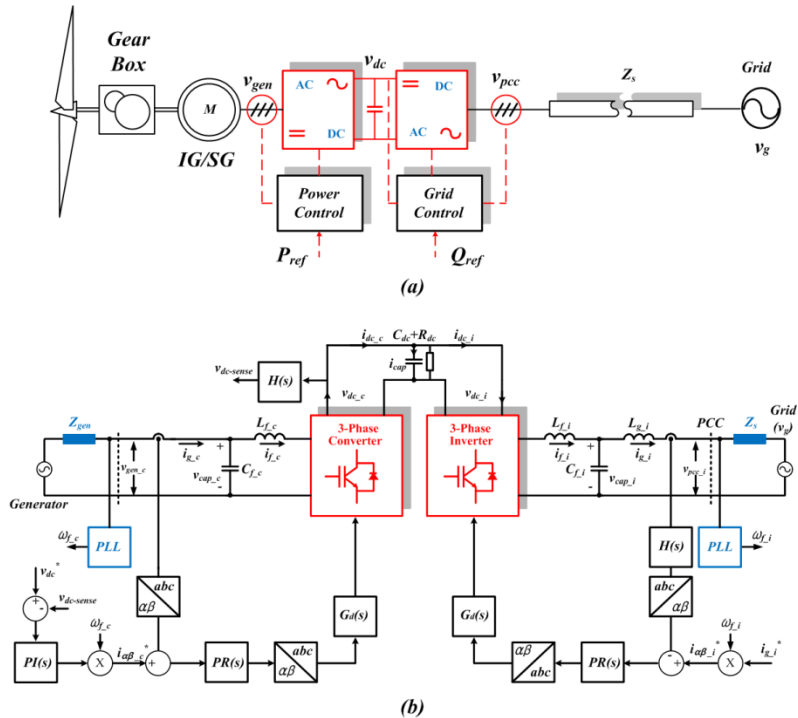 Gear
Box
M
IG/SG
v_gen
AC
DC
v_dc
DC
AC
v_pcc
Z_s
Grid
v_g
Power
Control
Grid
Control
P_ref
Q_ref
(a)
i_dc_c
C_dc+R_dc
i_dc_i
i_cap
H(s)
v_dc-sense
v_dc_c
v_dc_i
Z_gen
L_f_c
3-Phase
Converter
3-Phase
Inverter
L_f_i
L_g_i
PCC
Z_s
Grid
(v_g)
v_gen_c
i_g_c
+
v_cap_c
-
C_f_c
i_f_c
i_f_i
+
C_f_i
-
v_cap_i
i_g_i
v_pcc_i
Generator
ω_f_c
PLL
H(s)
PLL
ω_f_i
v_dc*
+
-
v_dc-sense
abc
αβ
G_d(s)
G_d(s)
abc
αβ
ω_f_c
ω_f_i
PI(s)
X
i_αβ_c*
+
PR(s)
abc
αβ
αβ
abc
PR(s)
-
+
i_αβ_i*
X
i_g_i*
(b)